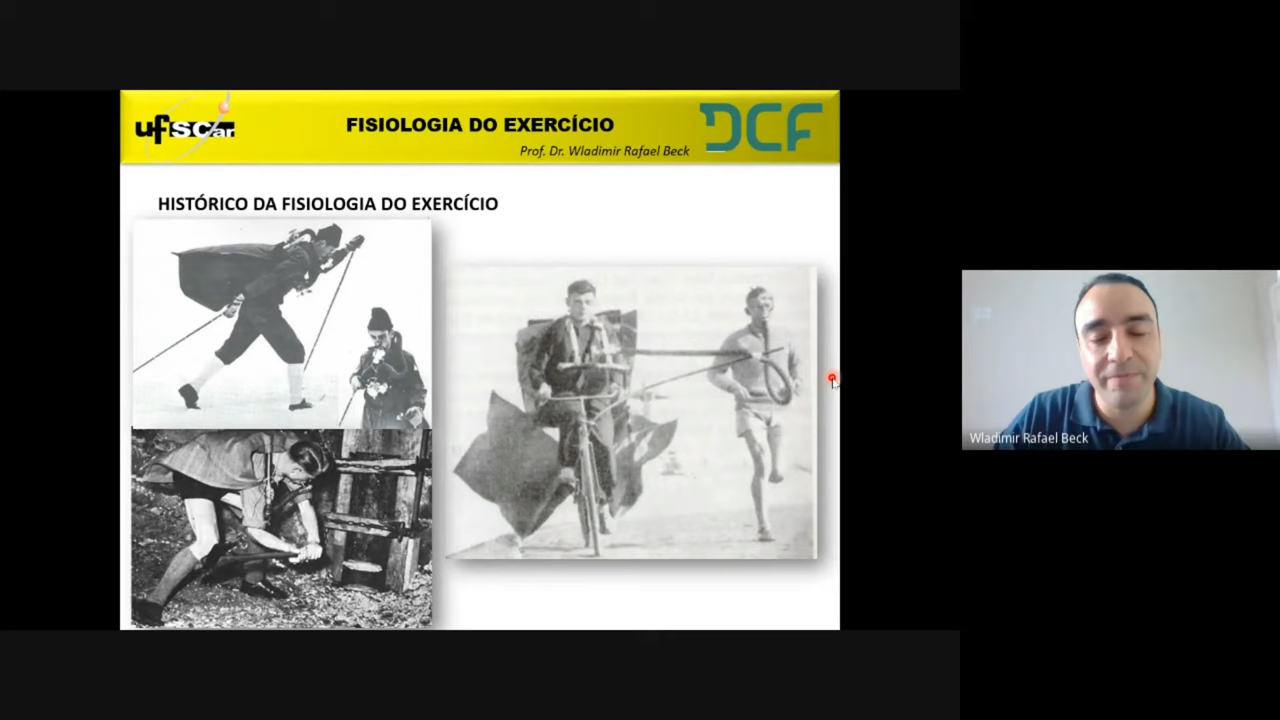 ufscar
FISIOLOGIA DO EXERCÍCIO
Prof. Dr. Wladimir Rafael Beck
DCF
HISTÓRICO DA FISIOLOGIA DO EXERCÍCIO
Wladimir Rafael Beck